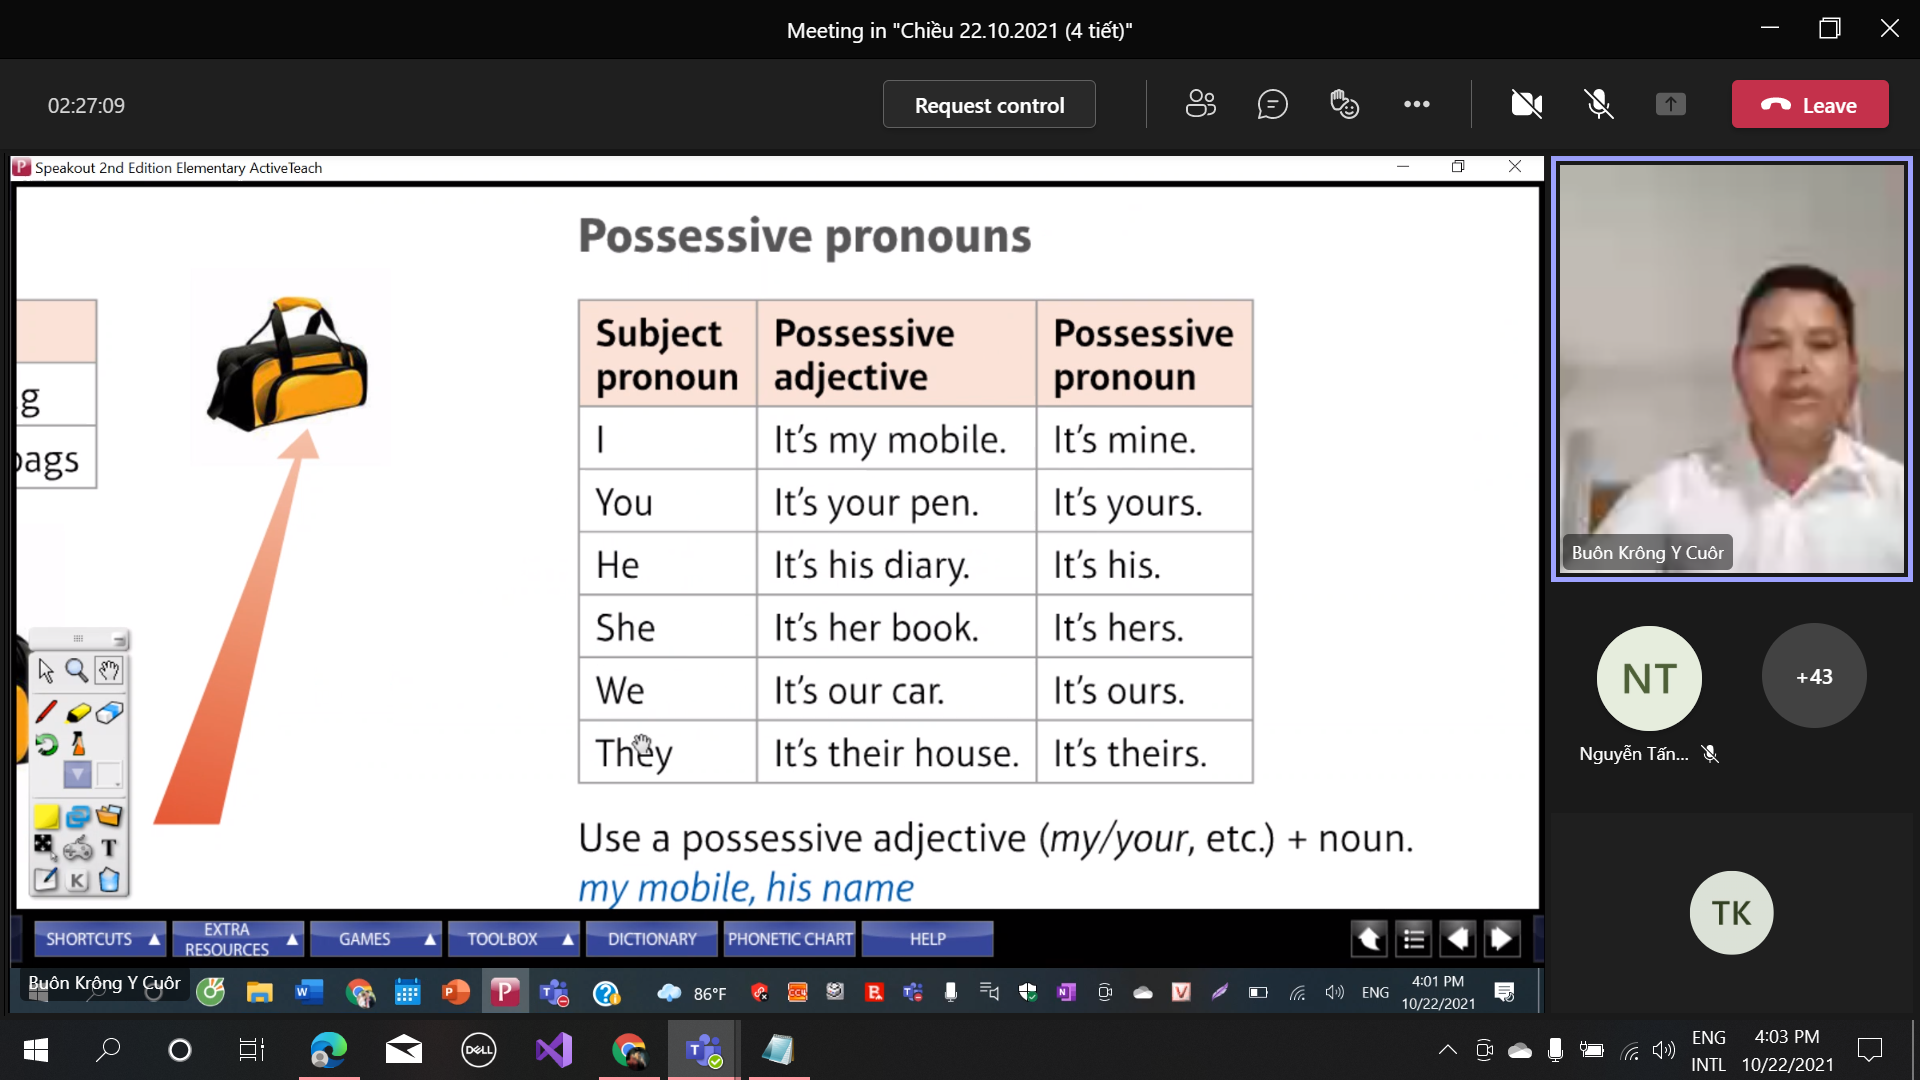 Meeting in "Chiều 22.10.2021 (4 tiết)"
02:27:09
Request control
Leave
Speakout 2nd Edition Elementary ActiveTeach
Possessive pronouns
Subject pronoun
Possessive adjective
Possessive pronoun
I It's my mobile. It's mine.
You It's your pen. It's yours.
He It's his diary. It's his.
She It's her book. It's hers.
We It's our car. It's ours.
They It's their house. It's theirs.
Use a possessive adjective (my/your, etc.) + noun.
my mobile, his name
g
bags
T
K
SHORTCUTS
EXTRA RESOURCES
GAMES
TOOLBOX
DICTIONARY
PHONETIC CHART
HELP
Buôn Krông Y Cuôr
86°F
ENG
4:01 PM
10/22/2021
Buôn Krông Y Cuôr
NT
+43
Nguyễn Tấn...
TK
DELL
ENG
INTL
4:03 PM
10/22/2021